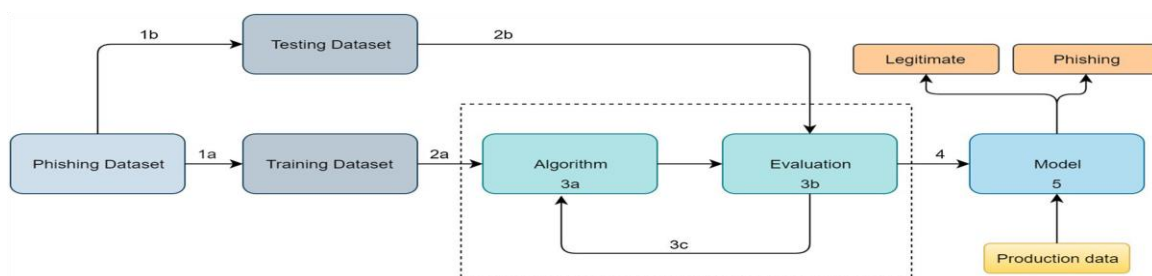 1b
Testing Dataset
2b
Legitimate
Phishing
Phishing Dataset
1a
Training Dataset
2a
Algorithm
3a
Evaluation
3b
4
Model
5
3c
Production data